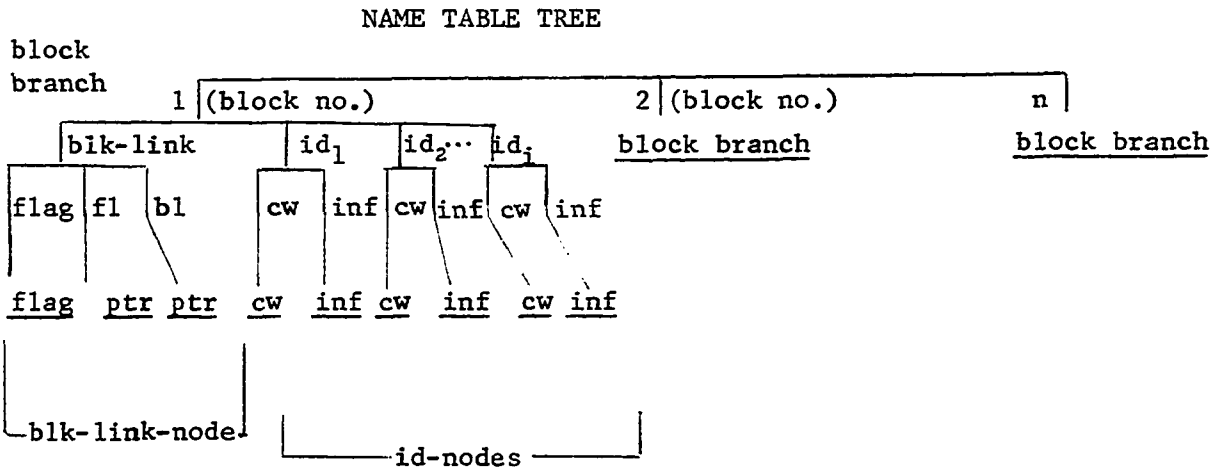 NAME TABLE TREE
block
branch
1 (block no.) 2 (block no.) n
blk-link id1 id2... idi block branch block branch
flag fl bl cw inf cw inf cw inf
flag ptr ptr cw inf cw inf cw inf
blk-link-node
id-nodes